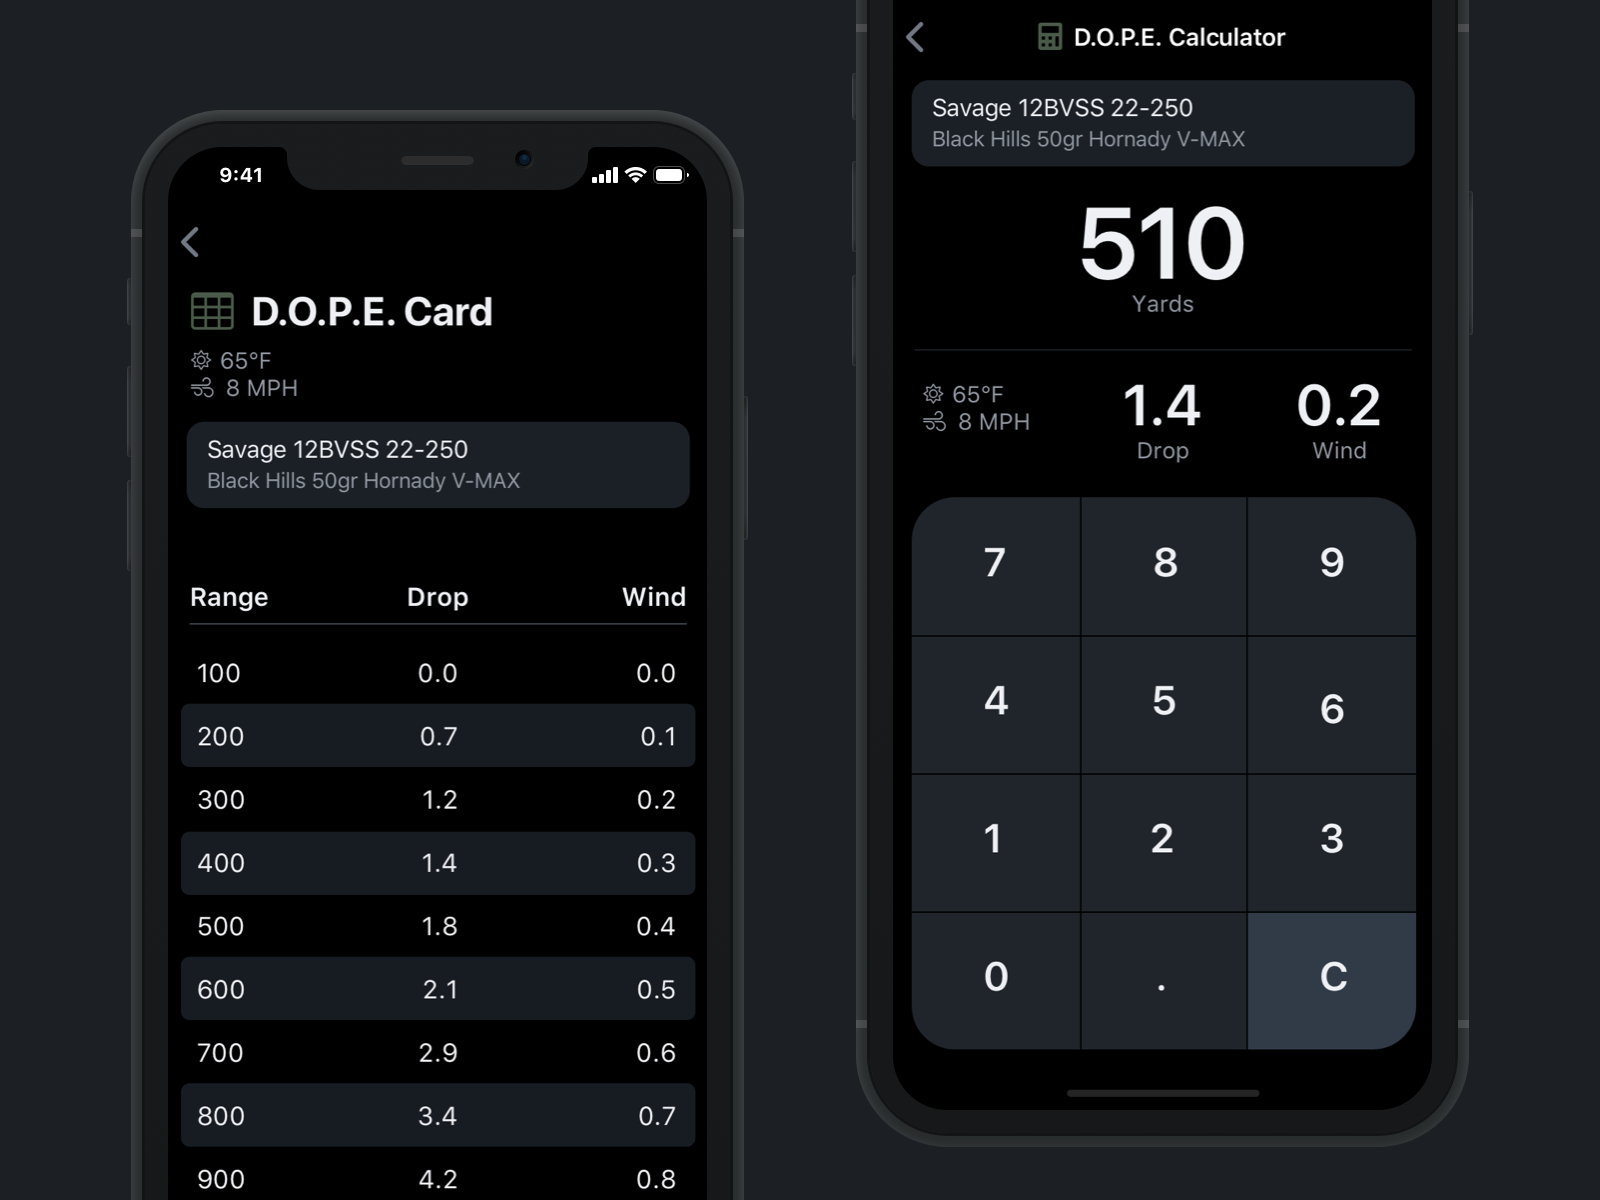 9:41
D.O.P.E. Card
65°F
8 MPH
Savage 12BVSS 22-250
Black Hills 50gr Hornady V-MAX
Range Drop Wind
100 0.0 0.0
200 0.7 0.1
300 1.2 0.2
400 1.4 0.3
500 1.8 0.4
600 2.1 0.5
700 2.9 0.6
800 3.4 0.7
900 4.2 0.8
D.O.P.E. Calculator
Savage 12BVSS 22-250
Black Hills 50gr Hornady V-MAX
510
Yards
65°F
8 MPH
1.4 0.2
Drop Wind
7 8 9
4 5 6
1 2 3
0 . C